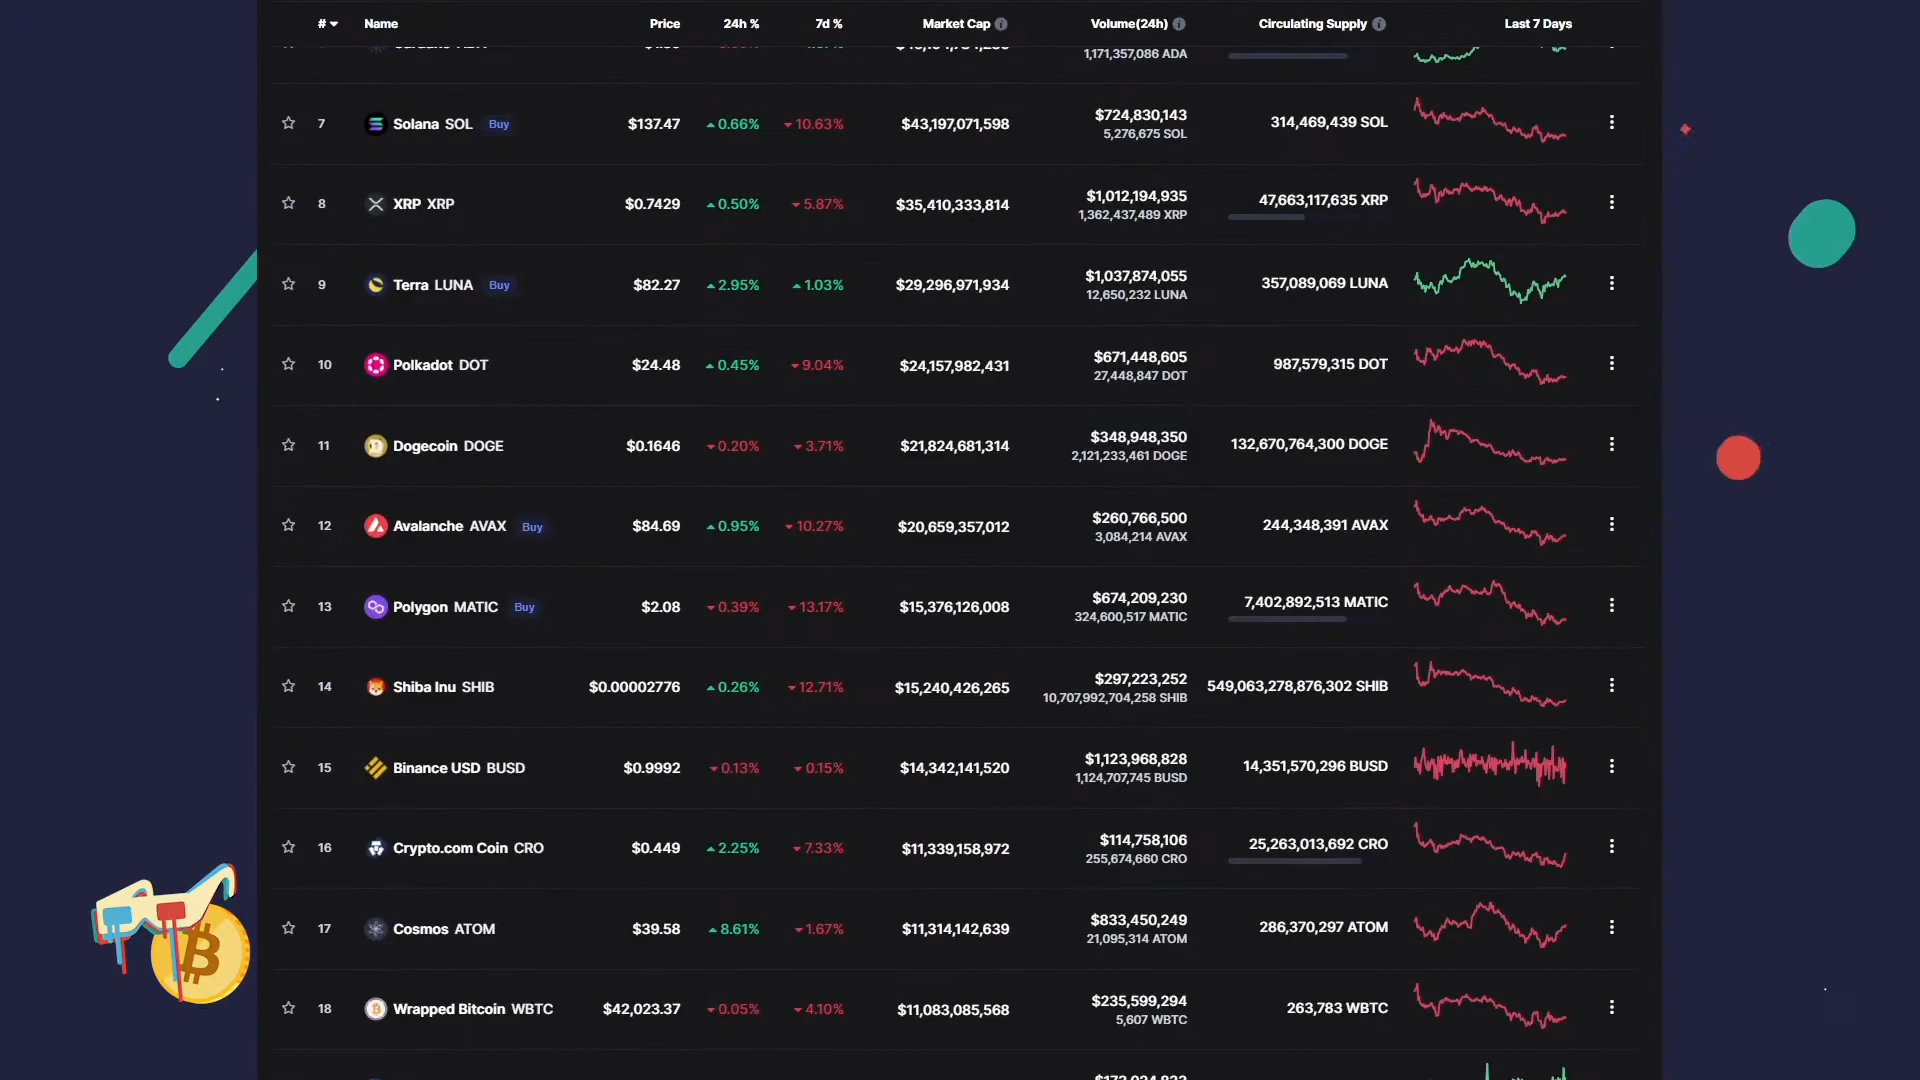 # Name Price 24h % 7d % Market Cap Volume(24h) Circulating Supply Last 7 Days
1,171,357,086 ADA
7 Solana SOL Buy $137.47 0.66% 10.63% $43,197,071,598 $724,830,143 314,469,439 SOL
5,276,675 SOL
8 XRP XRP $0.7429 0.50% 5.87% $35,410,333,814 $1,012,194,935 47,663,117,635 XRP
1,362,437,489 XRP
9 Terra LUNA Buy $82.27 2.95% 1.03% $29,296,971,934 $1,037,874,055 357,089,069 LUNA
12,650,232 LUNA
10 Polkadot DOT $24.48 0.45% 9.04% $24,157,982,431 $671,448,605 987,579,315 DOT
27,448,847 DOT
11 Dogecoin DOGE $0.1646 0.20% 3.71% $21,824,681,314 $348,948,350 132,670,764,300 DOGE
2,121,233,461 DOGE
12 Avalanche AVAX Buy $84.69 0.95% 10.27% $20,659,357,012 $260,766,500 244,348,391 AVAX
3,084,214 AVAX
13 Polygon MATIC Buy $2.08 0.39% 13.17% $15,376,126,008 $674,209,230 7,402,892,513 MATIC
324,600,517 MATIC
14 Shiba Inu SHIB $0.00002776 0.26% 12.71% $15,240,426,265 $297,223,252 549,063,278,876,302 SHIB
10,707,992,704,258 SHIB
15 Binance USD BUSD $0.9992 0.13% 0.15% $14,342,141,520 $1,123,968,828 14,351,570,296 BUSD
1,124,707,745 BUSD
16 Crypto.com Coin CRO $0.449 2.25% 7.33% $11,339,158,972 $114,758,106 25,263,013,692 CRO
255,674,660 CRO
17 Cosmos ATOM $39.58 8.61% 1.67% $11,314,142,639 $833,450,249 286,370,297 ATOM
21,095,314 ATOM
18 Wrapped Bitcoin WBTC $42,023.37 0.05% 4.10% $11,083,085,568 $235,599,294 263,783 WBTC
5,607 WBTC